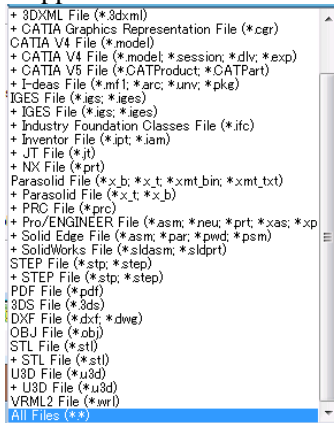 + 3DXML File (*.3dxml)
+ CATIA Graphics Representation File (*.cgr)
CATIA V4 File (*.model)
+ CATIA V4 File (*.model; *.session; *.dlv; *.exp)
+ CATIA V5 File (*.CATProduct; *.CATPart)
+ I-deas File (*.mf1; *.arc; *.unv; *.pkg)
IGES File (*.igs; *.iges)
+ IGES File (*.igs; *.iges)
+ Industry Foundation Classes File (*.ifc)
+ Inventor File (*.ipt; *.iam)
+ JT File (*.jt)
+ NX File (*.prt)
Parasolid File (*.x_b; *.x_t; *.xmt_bin; *.xmt_txt)
+ Parasolid File (*.x_t; *.x_b)
+ PRC File (*.prc)
+ Pro/ENGINEER File (*.asm; *.neu; *.prt; *.xas; *.xp
+ Solid Edge File (*.asm; *.par; *.pwd; *.psm)
+ SolidWorks File (*.sldasm; *.sldprt)
STEP File (*.stp; *.step)
+ STEP File (*.stp; *.step)
PDF File (*.pdf)
3DS File (*.3ds)
DXF File (*.dxf; *.dwg)
OBJ File (*.obj)
STL File (*.stl)
+ STL File (*.stl)
U3D File (*.u3d)
+ U3D File (*.u3d)
VRML2 File (*.wrl)
All Files (*.*)